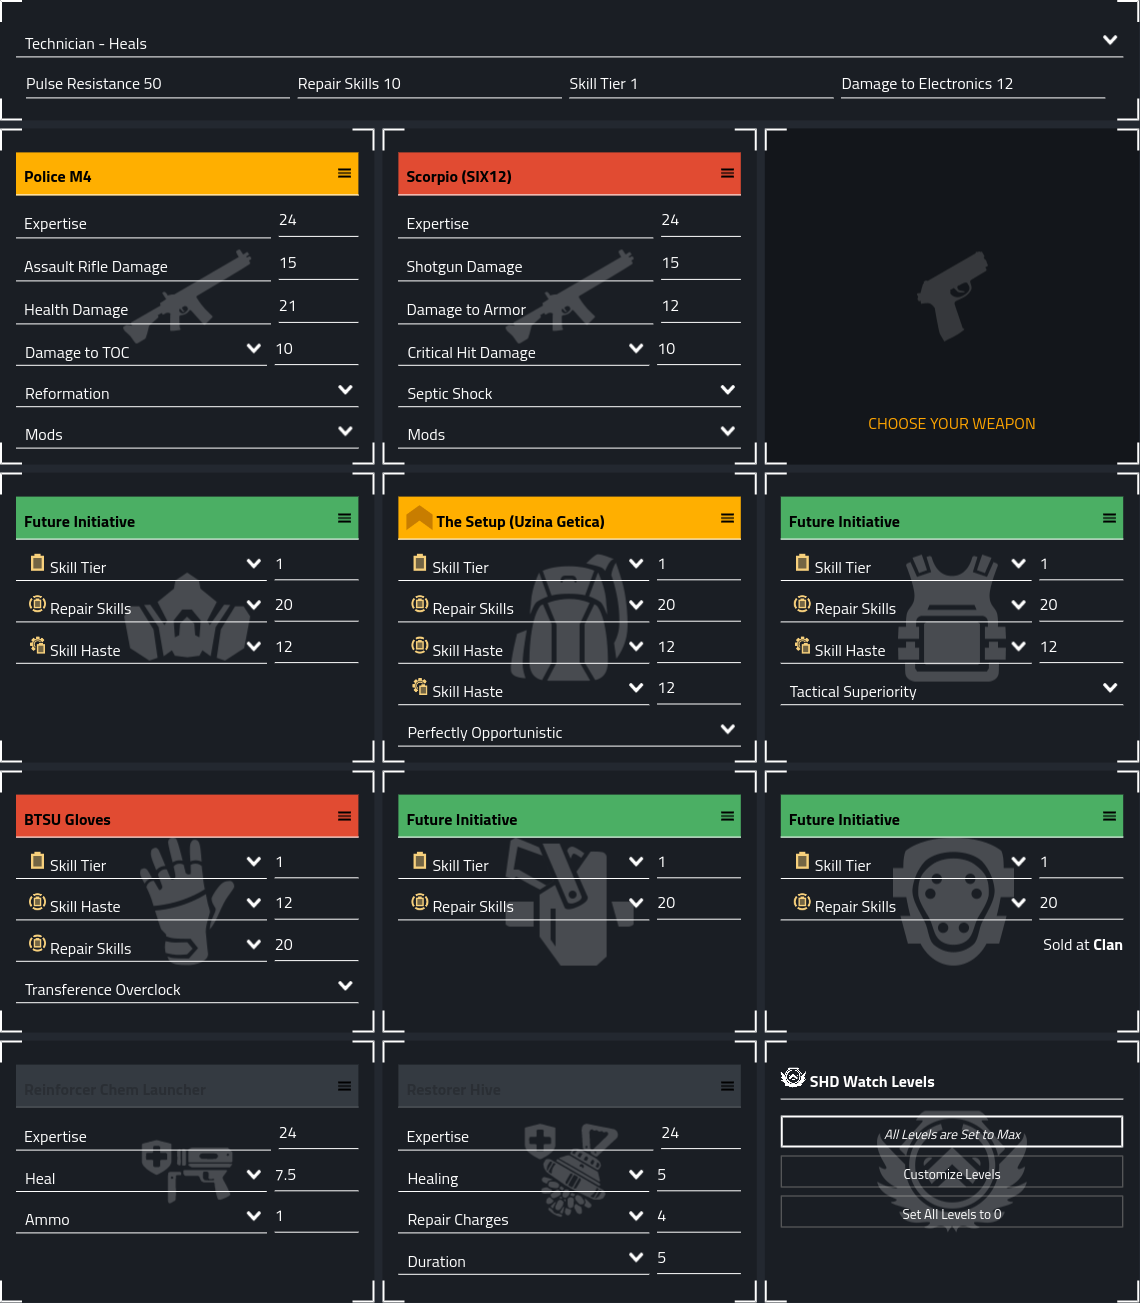 Technician - Heals
Pulse Resistance 50 Repair Skills 10 Skill Tier 1 Damage to Electronics 12
Police M4
Expertise 24
Assault Rifle Damage 15
Health Damage 21
Damage to TOC 10
Reformation
Mods
Scorpio (SIX12)
Expertise 24
Shotgun Damage 15
Damage to Armor 12
Critical Hit Damage 10
Septic Shock
Mods
CHOOSE YOUR WEAPON
Future Initiative
Skill Tier 1
Repair Skills 20
Skill Haste 12
The Setup (Uzina Getica)
Skill Tier 1
Repair Skills 20
Skill Haste 12
Skill Haste 12
Perfectly Opportunistic
Future Initiative
Skill Tier 1
Repair Skills 20
Skill Haste 12
Tactical Superiority
BTSU Gloves
Skill Tier 1
Skill Haste 12
Repair Skills 20
Transference Overclock
Future Initiative
Skill Tier 1
Repair Skills 20
Future Initiative
Skill Tier 1
Repair Skills 20
Sold at Clan
Reinforcer Chem Launcher
Expertise 24
Heal 7.5
Ammo 1
Restorer Hive
Expertise 24
Healing 5
Repair Charges 4
Duration 5
SHD Watch Levels
All Levels are Set to Max
Customize Levels
Set All Levels to 0